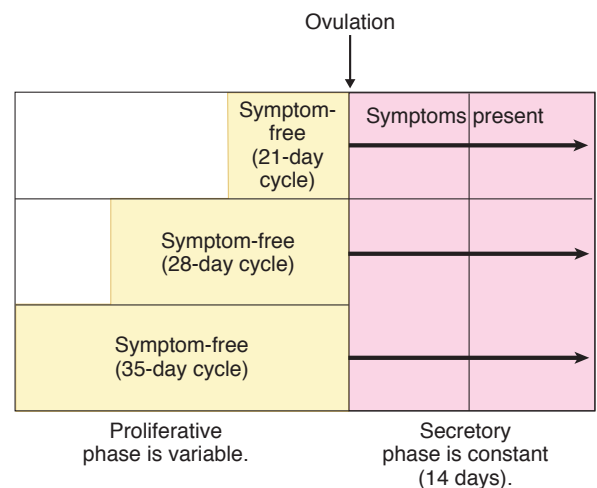 Ovulation
Symptom-
free
(21-day
cycle)
Symptoms present
Symptom-free
(28-day cycle)
Symptom-free
(35-day cycle)
Proliferative
phase is variable.
Secretory
phase is constant
(14 days).